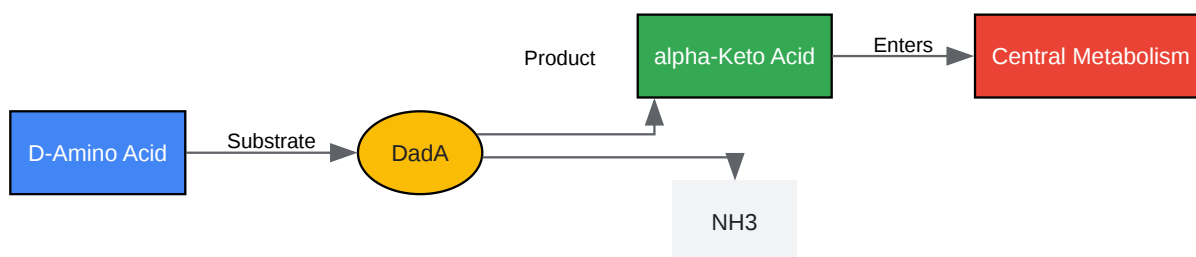 D-Amino Acid
Substrate
DadA
Product
alpha-Keto Acid
Enters
Central Metabolism
NH3